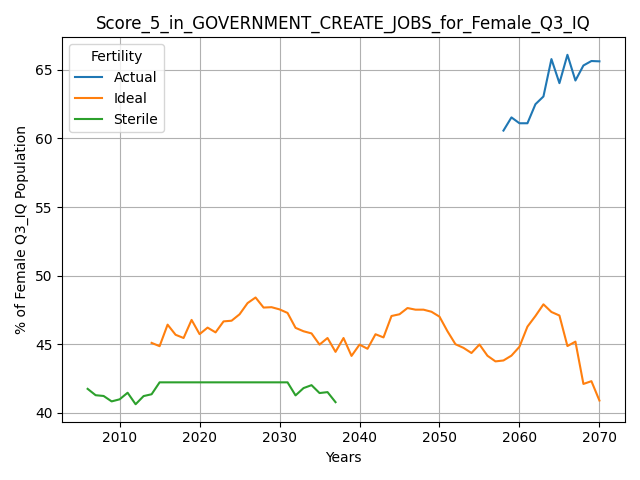 Score_5_in_GOVERNMENT_CREATE_JOBS_for_Female_Q3_IQ
Fertility
Actual
Ideal
Sterile
% of Female Q3_IQ Population
65
60
55
50
45
40
2010 2020 2030 2040 2050 2060 2070
Years